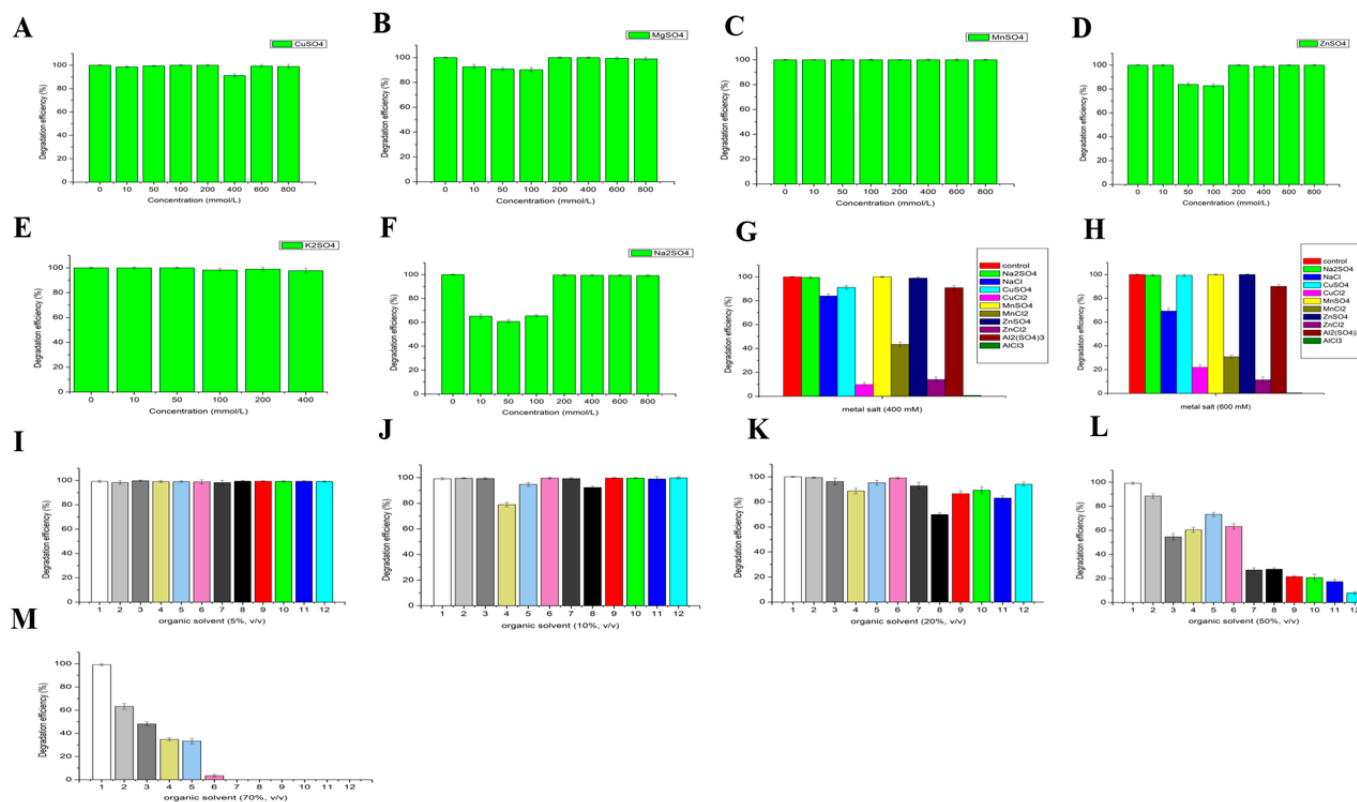 A
CuSO4
Degradation efficiency (%)
100
80
60
40
20
0
0 10 50 100 200 400 600 800
Concentration (mmol/L)
B
MgSO4
Degradation efficiency (%)
100
80
60
40
20
0
0 10 50 100 200 400 600 800
Concentration (mmol/L)
C
MnSO4
Degradation efficiency (%)
100
80
60
40
20
0
0 10 50 100 200 400 600 800
Concentration (mmol/L)
D
ZnSO4
Degradation efficiency (%)
100
80
60
40
20
0
0 10 50 100 200 400 600 800
Concentration (mmol/L)
E
K2SO4
Degradation efficiency (%)
100
80
60
40
20
0
0 10 50 100 200 400
Concentration (mmol/L)
F
Na2SO4
Degradation efficiency (%)
100
80
60
40
20
0
0 10 50 100 200 400 600 800
Concentration (mmol/L)
G
control
Na2SO4
NaCl
CuSO4
CuCl2
MnSO4
MnCl2
ZnSO4
ZnCl2
Al2(SO4)3
AlCl3
Degradation efficiency (%)
100
80
60
40
20
0
metal salt (400 mM)
H
control
Na2SO4
NaCl
CuSO4
CuCl2
MnSO4
MnCl2
ZnSO4
ZnCl2
Al2(SO4)3
AlCl3
Degradation efficiency (%)
100
80
60
40
20
0
metal salt (600 mM)
I
Degradation efficiency (%)
100
80
60
40
20
0
1 2 3 4 5 6 7 8 9 10 11 12
organic solvent (5%, v/v)
J
Degradation efficiency (%)
100
80
60
40
20
0
1 2 3 4 5 6 7 8 9 10 11 12
organic solvent (10%, v/v)
K
Degradation efficiency (%)
100
80
60
40
20
0
1 2 3 4 5 6 7 8 9 10 11 12
organic solvent (20%, v/v)
L
Degradation efficiency (%)
100
80
60
40
20
0
1 2 3 4 5 6 7 8 9 10 11 12
organic solvent (50%, v/v)
M
Degradation efficiency (%)
100
80
60
40
20
0
1 2 3 4 5 6 7 8 9 10 11 12
organic solvent (70%, v/v)